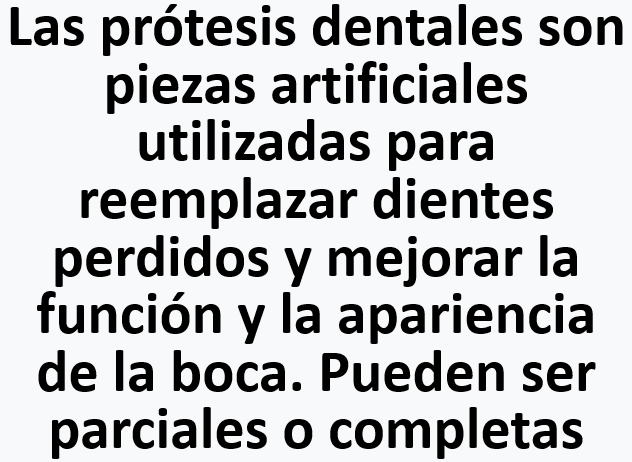 Las prótesis dentales son
piezas artificiales
utilizadas para
reemplazar dientes
perdidos y mejorar la
función y la apariencia
de la boca. Pueden ser
parciales o completas